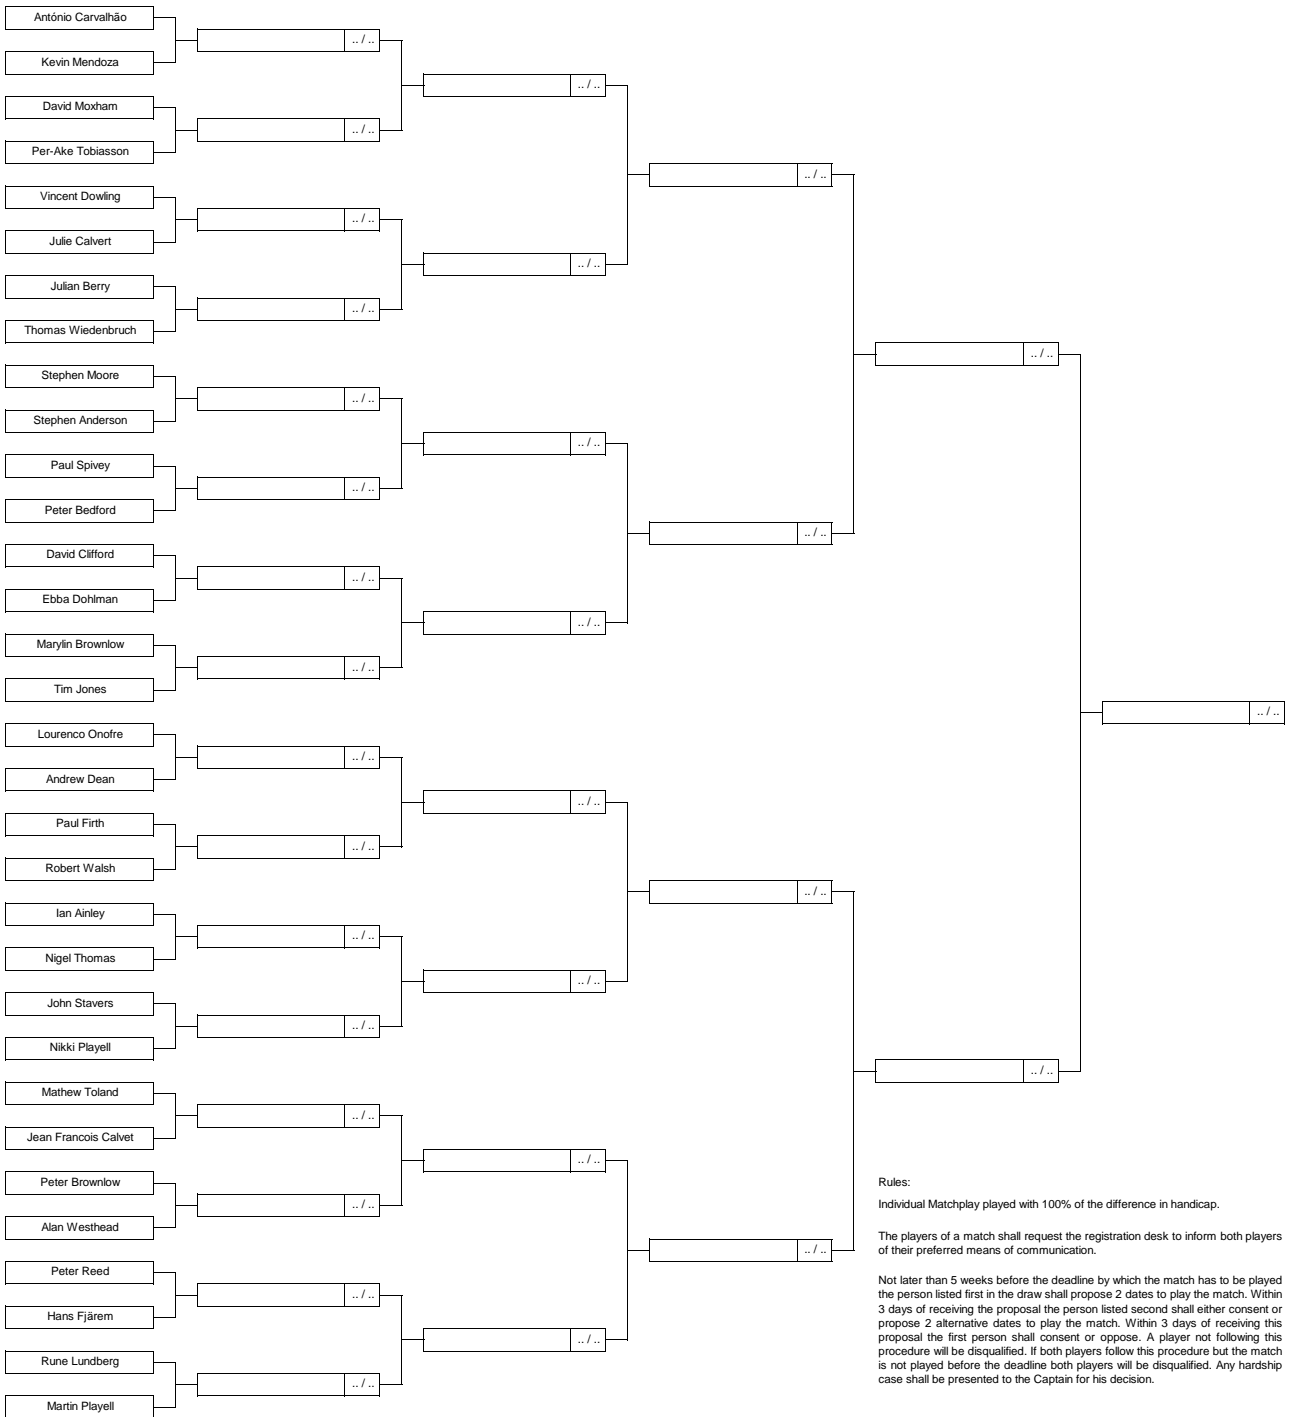 António Carvalhão
.. / ..
Kevin Mendoza
.. / ..
David Moxham
.. / ..
Per-Ake Tobiasson
.. / ..
Vincent Dowling
.. / ..
Julie Calvert
.. / ..
Julian Berry
.. / ..
Thomas Wiedenbruch
.. / ..
Stephen Moore
.. / ..
Stephen Anderson
.. / ..
Paul Spivey
.. / ..
Peter Bedford
.. / ..
David Clifford
.. / ..
Ebba Dohlman
.. / ..
Marylin Brownlow
.. / ..
Tim Jones
.. / ..
Lourenco Onofre
.. / ..
Andrew Dean
.. / ..
Paul Firth
.. / ..
Robert Walsh
.. / ..
Ian Ainley
.. / ..
Nigel Thomas
.. / ..
John Stavers
.. / ..
Nikki Playell
.. / ..
Mathew Toland
.. / ..
Jean Francois Calvet
.. / ..
Peter Brownlow
.. / ..
Alan Westhead
.. / ..
Peter Reed
.. / ..
Hans Fjärem
.. / ..
Rune Lundberg
.. / ..
Martin Playell
Rules:
Individual Matchplay played with 100% of the difference in handicap.
The players of a match shall request the registration desk to inform both players
of their preferred means of communication.
Not later than 5 weeks before the deadline by which the match has to be played
the person listed first in the draw shall propose 2 dates to play the match. Within
3 days of receiving the proposal the person listed second shall either consent or
propose 2 alternative dates to play the match. Within 3 days of receiving this
proposal the first person shall consent or oppose. A player not following this
procedure will be disqualified. If both players follow this procedure but the match
is not played before the deadline both players will be disqualified. Any hardship
case shall be presented to the Captain for his decision.